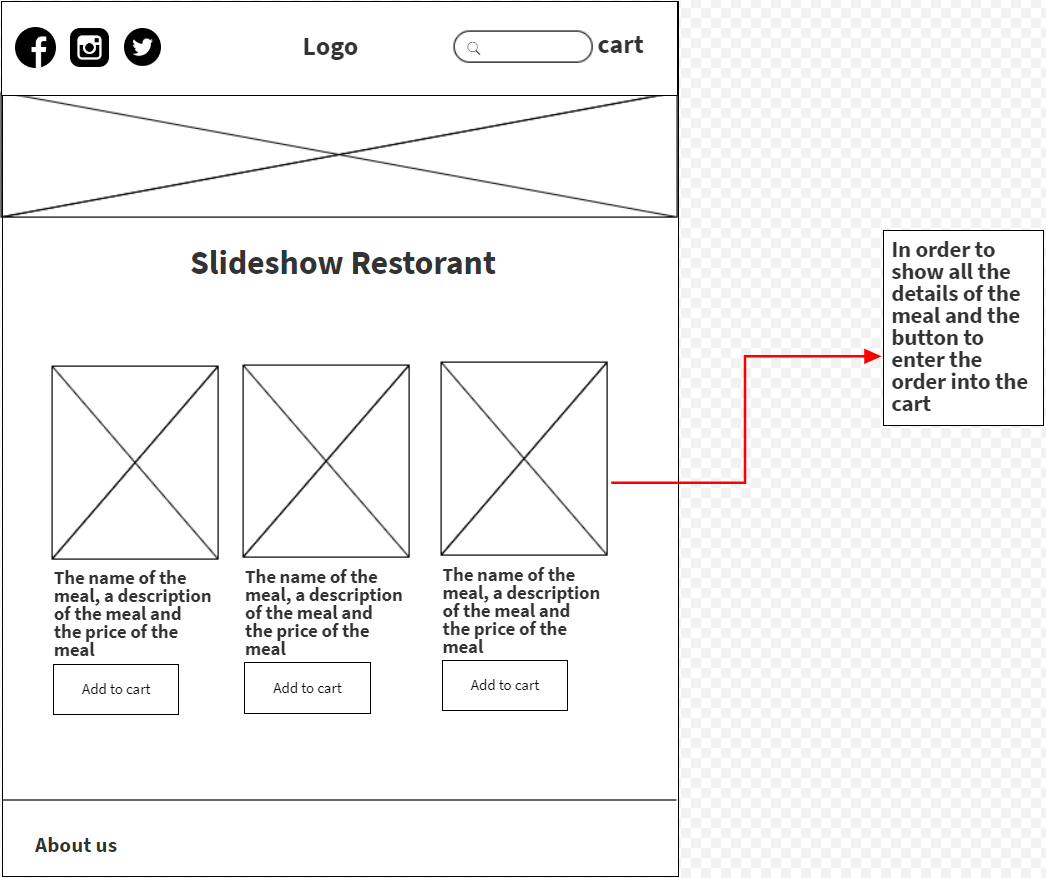 Logo
cart
Slideshow Restorant
In order to
show all the
details of the
meal and the
button to
enter the
order into the
cart
The name of the
meal, a description
of the meal and
the price of the
meal
Add to cart
The name of the
meal, a description
of the meal and
the price of the
meal
Add to cart
The name of the
meal, a description
of the meal and
the price of the
meal
Add to cart
About us